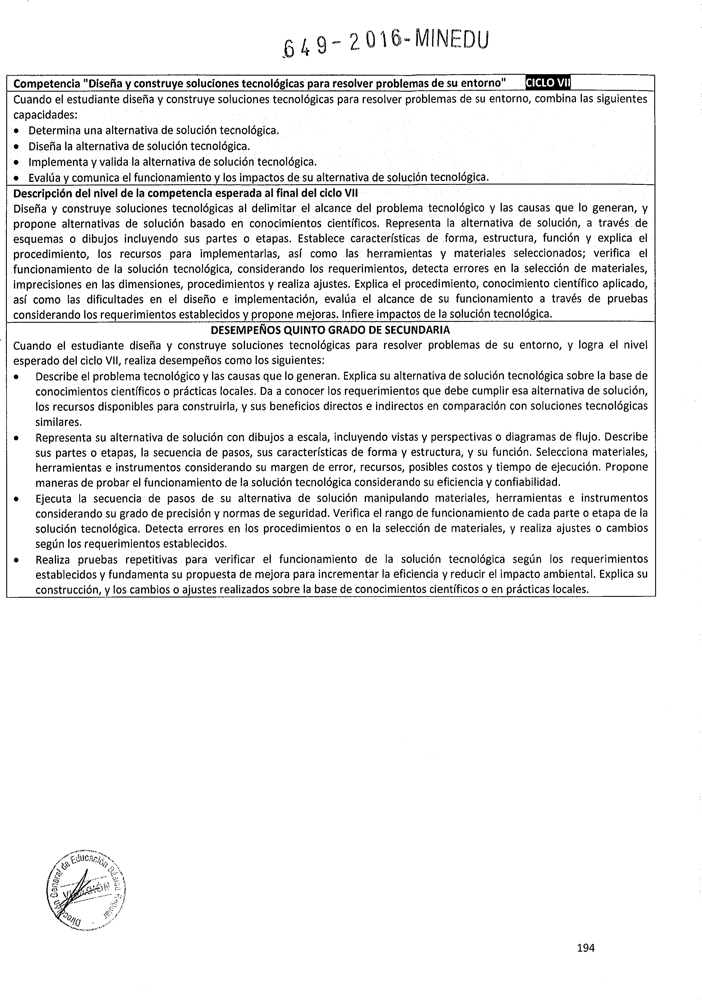 649-2016-MINEDU
Competencia "Diseña y construye soluciones tecnológicas para resolver problemas de su entorno" CICLO VII
Cuando el estudiante diseña y construye soluciones tecnológicas para resolver problemas de su entorno, combina las siguientes
capacidades:
• Determina una alternativa de solución tecnológica.
• Diseña la alternativa de solución tecnológica.
• Implementa y valida la alternativa de solución tecnológica.
• Evalúa y comunica el funcionamiento y los impactos de su alternativa de solución tecnológica.
Descripción del nivel de la competencia esperada al final del ciclo VII
Diseña y construye soluciones tecnológicas al delimitar el alcance del problema tecnológico y las causas que lo generan, y
propone alternativas de solución basado en conocimientos científicos. Representa la alternativa de solución, a través de
esquemas o dibujos incluyendo sus partes o etapas. Establece características de forma, estructura, función y explica el
procedimiento, los recursos para implementarlas, así como las herramientas y materiales seleccionados; verifica el
funcionamiento de la solución tecnológica, considerando los requerimientos, detecta errores en la selección de materiales,
imprecisiones en las dimensiones, procedimientos y realiza ajustes. Explica el procedimiento, conocimiento científico aplicado,
así como las dificultades en el diseño e implementación, evalúa el alcance de su funcionamiento a través de pruebas
considerando los requerimientos establecidos y propone mejoras. Infiere impactos de la solución tecnológica.
DESEMPEÑOS QUINTO GRADO DE SECUNDARIA
Cuando el estudiante diseña y construye soluciones tecnológicas para resolver problemas de su entorno, y logra el nivel
esperado del ciclo VII, realiza desempeños como los siguientes:
• Describe el problema tecnológico y las causas que lo generan. Explica su alternativa de solución tecnológica sobre la base de
conocimientos científicos o prácticas locales. Da a conocer los requerimientos que debe cumplir esa alternativa de solución,
los recursos disponibles para construirla, y sus beneficios directos e indirectos en comparación con soluciones tecnológicas
similares.
• Representa su alternativa de solución con dibujos a escala, incluyendo vistas y perspectivas o diagramas de flujo. Describe
sus partes o etapas, la secuencia de pasos, sus características de forma y estructura, y su función. Selecciona materiales,
herramientas e instrumentos considerando su margen de error, recursos, posibles costos y tiempo de ejecución. Propone
maneras de probar el funcionamiento de la solución tecnológica considerando su eficiencia y confiabilidad.
• Ejecuta la secuencia de pasos de su alternativa de solución manipulando materiales, herramientas e instrumentos
considerando su grado de precisión y normas de seguridad. Verifica el rango de funcionamiento de cada parte o etapa de la
solución tecnológica. Detecta errores en los procedimientos o en la selección de materiales, y realiza ajustes o cambios
según los requerimientos establecidos.
• Realiza pruebas repetitivas para verificar el funcionamiento de la solución tecnológica según los requerimientos
establecidos y fundamenta su propuesta de mejora para incrementar la eficiencia y reducir el impacto ambiental. Explica su
construcción, y los cambios o ajustes realizados sobre la base de conocimientos científicos o en prácticas locales.
Dirección General de Educación Básica Regular
VISACIÓN
194